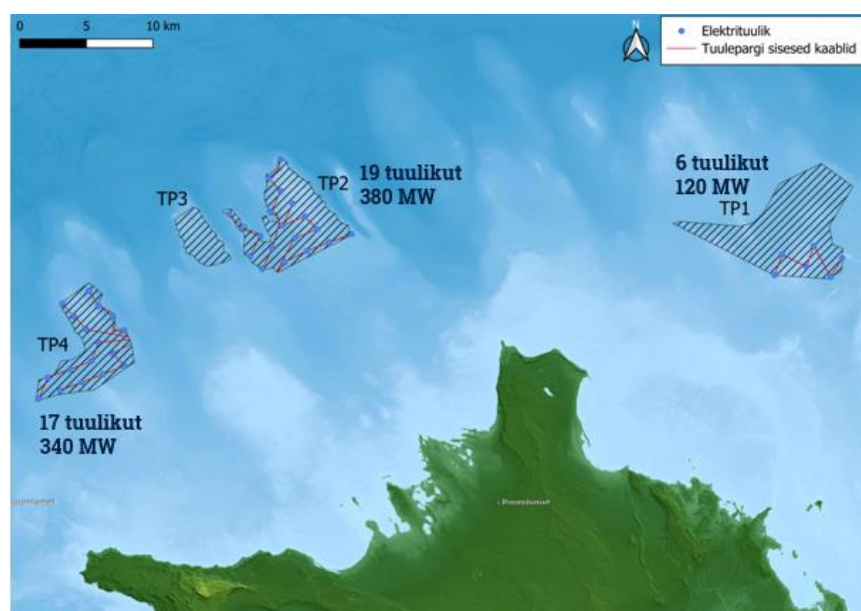 0 5 10 km
N
Elektrituulik
Tuulepargi sisesed kaablid
19 tuulikut
380 MW
TP2
TP3
6 tuulikut
120 MW
TP1
TP4
17 tuulikut
340 MW